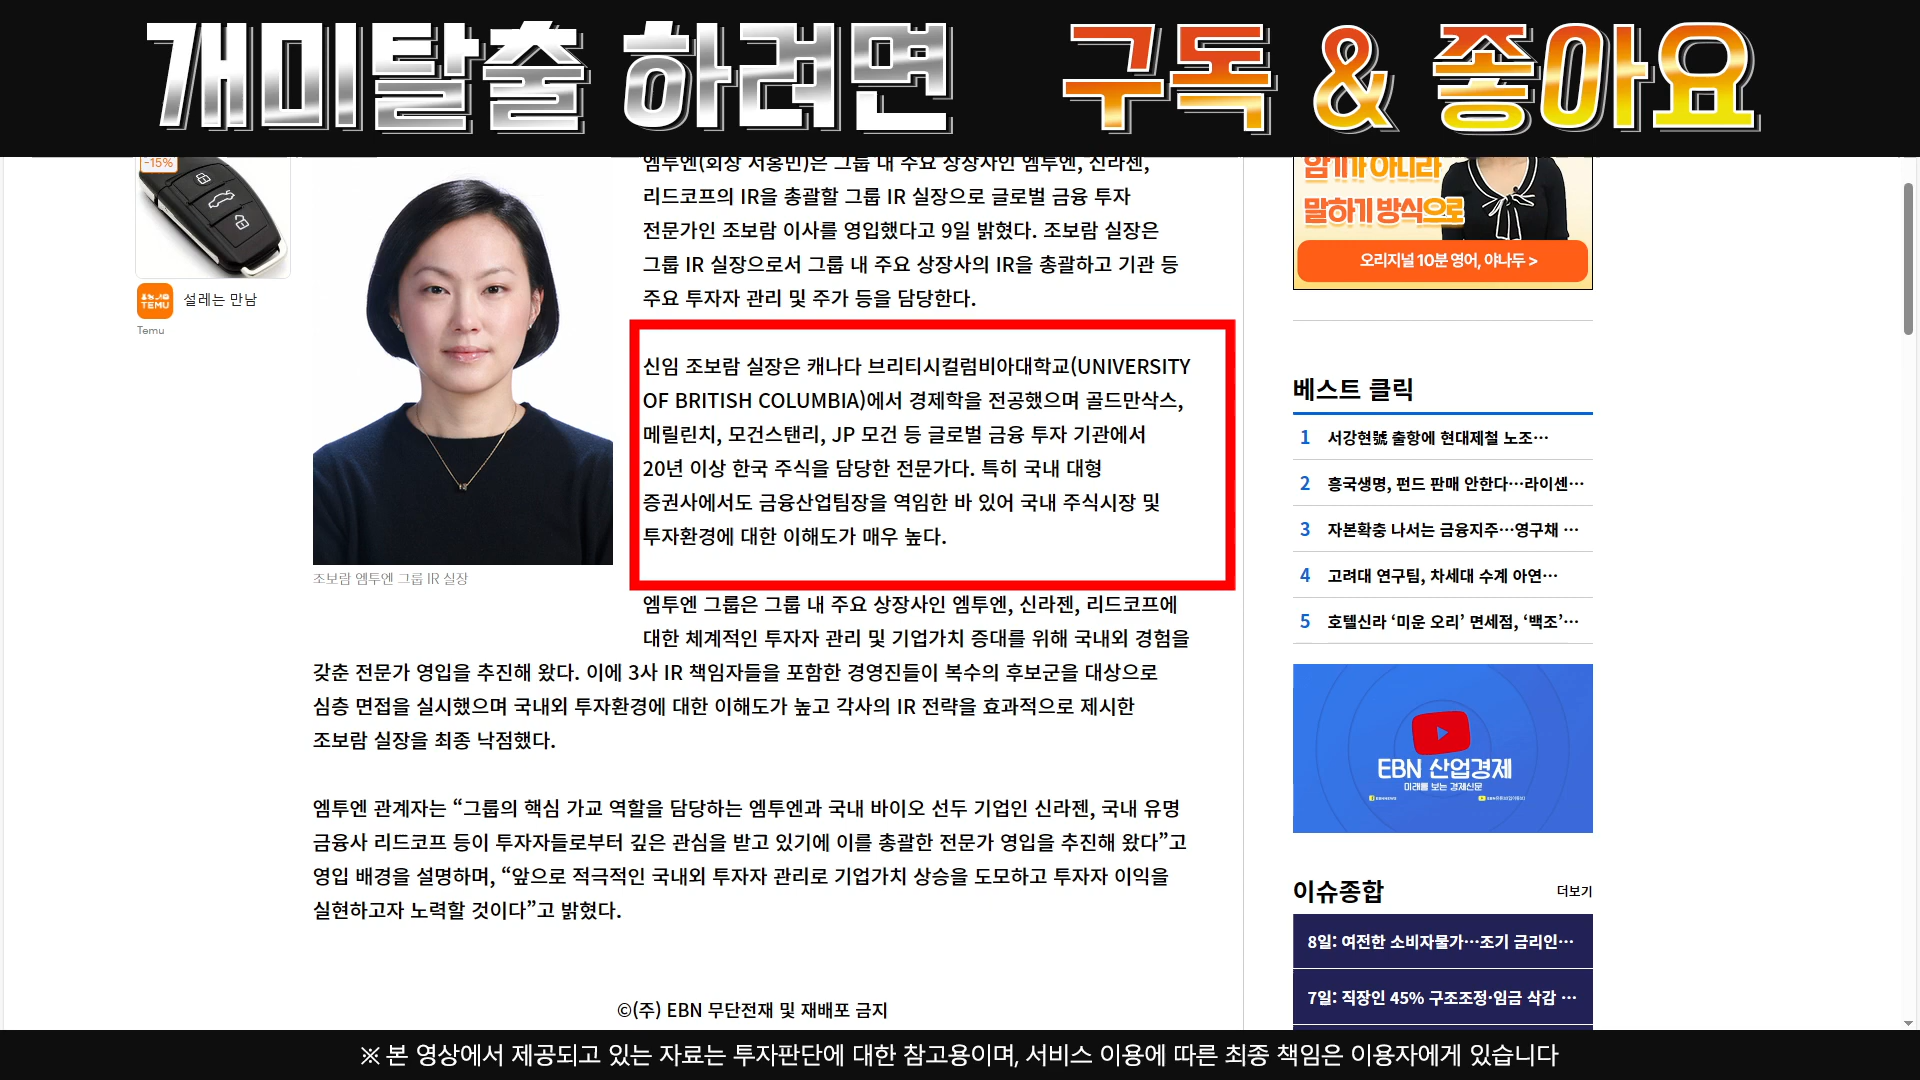 개미탈출 하려면 구독 & 좋아요
-15%
TEMU
설레는 만남
Temu
엠투엔(회장 서홍민)은 그룹 내 주요 상장사인 엠투엔, 신라젠,
리드코프의 IR을 총괄할 그룹 IR 실장으로 글로벌 금융 투자
전문가인 조보람 이사를 영입했다고 9일 밝혔다. 조보람 실장은
그룹 IR 실장으로서 그룹 내 주요 상장사의 IR을 총괄하고 기관 등
주요 투자자 관리 및 주가 등을 담당한다.
신임 조보람 실장은 캐나다 브리티시컬럼비아대학교(UNIVERSITY
OF BRITISH COLUMBIA)에서 경제학을 전공했으며 골드만삭스,
메릴린치, 모건스탠리, JP 모건 등 글로벌 금융 투자 기관에서
20년 이상 한국 주식을 담당한 전문가다. 특히 국내 대형
증권사에서도 금융산업팀장을 역임한 바 있어 국내 주식시장 및
투자환경에 대한 이해도가 매우 높다.
조보람 엠투엔 그룹 IR 실장
엠투엔 그룹은 그룹 내 주요 상장사인 엠투엔, 신라젠, 리드코프에
대한 체계적인 투자자 관리 및 기업가치 증대를 위해 국내외 경험을
갖춘 전문가 영입을 추진해 왔다. 이에 3사 IR 책임자들을 포함한 경영진들이 복수의 후보군을 대상으로
심층 면접을 실시했으며 국내외 투자환경에 대한 이해도가 높고 각사의 IR 전략을 효과적으로 제시한
조보람 실장을 최종 낙점했다.
엠투엔 관계자는 “그룹의 핵심 가교 역할을 담당하는 엠투엔과 국내 바이오 선두 기업인 신라젠, 국내 유명
금융사 리드코프 등이 투자자들로부터 깊은 관심을 받고 있기에 이를 총괄한 전문가 영입을 추진해 왔다”고
영입 배경을 설명하며, “앞으로 적극적인 국내외 투자자 관리로 기업가치 상승을 도모하고 투자자 이익을
실현하고자 노력할 것이다”고 밝혔다.
©(주) EBN 무단전재 및 재배포 금지
암기가 아니라
말하기 방식으로
오리지널 10분 영어, 야나두 >
베스트 클릭
1 서강현號 출항에 현대제철 노조…
2 흥국생명, 펀드 판매 안한다…라이센…
3 자본확충 나서는 금융지주…영구채 …
4 고려대 연구팀, 차세대 수계 아연…
5 호텔신라 ‘미운 오리’ 면세점, ‘백조’…
EBN 산업경제
미래를 보는 경제신문
이슈종합
더보기
8일: 여전한 소비자물가…조기 금리인…
7일: 직장인 45% 구조조정·임금 삭감 …
※ 본 영상에서 제공되고 있는 자료는 투자판단에 대한 참고용이며, 서비스 이용에 따른 최종 책임은 이용자에게 있습니다